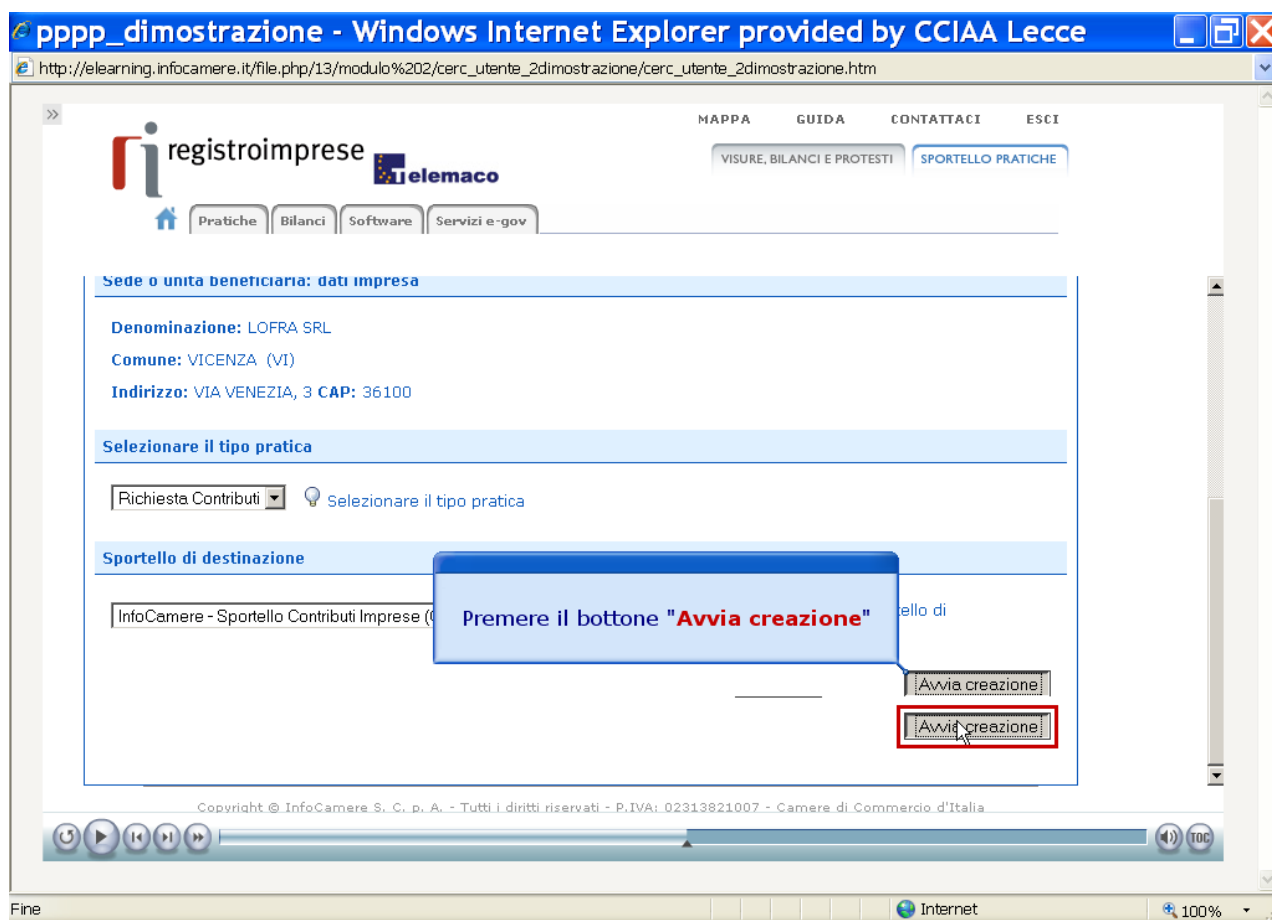 pppp_dimostrazione - Windows Internet Explorer provided by CCIAA Lecce
http://elearning.infocamere.it/file.php/13/modulo%202/cerc_utente_2dimostrazione/cerc_utente_2dimostrazione.htm
MAPPA GUIDA CONTATTACI ESCI
registroimprese
Telemaco
VISURE, BILANCI E PROTESTI SPORTELLO PRATICHE
Pratiche Bilanci Software Servizi e-gov
Sede o unità beneficiaria: dati impresa
Denominazione: LOFRA SRL
Comune: VICENZA (VI)
Indirizzo: VIA VENEZIA, 3 CAP: 36100
Selezionare il tipo pratica
Richiesta Contributi Selezionare il tipo pratica
Sportello di destinazione
InfoCamere - Sportello Contributi Imprese ( tello di
Premere il bottone "Avvia creazione"
Avvia creazione
Avvia creazione
Copyright © InfoCamere S. C. p. A. - Tutti i diritti riservati - P.IVA: 02313821007 - Camere di Commercio d'Italia
TOC
Fine Internet 100%